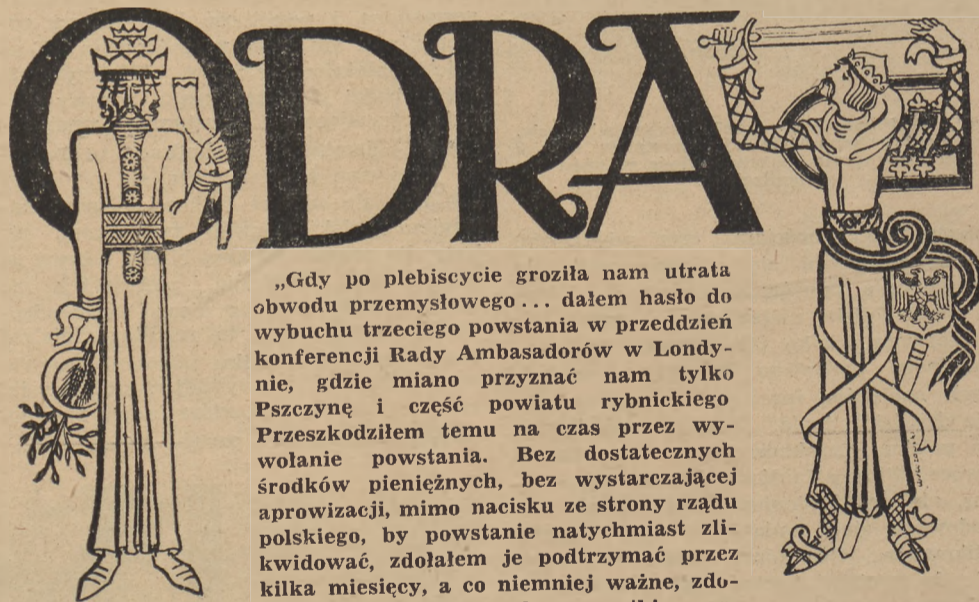 ODRA
„Gdy po plebiscycie groziła nam utrata
obwodu przemysłowego ... dałem hasło do
wybuchu trzeciego powstania w przeddzień
konferencji Rady Ambasadorów w Londy-
nie, gdzie miano przyznać nam tylko
Pszczynę i część powiatu rybnickiego
Przeszkodziłem temu na czas przez wy-
wołanie powstania. Bez dostatecznych
środków pieniężnych, bez wystarczającej
aprowizacji, mimo nacisku ze strony rządu
polskiego, by powstanie natychmiast zli-
kwidować, zdołałem je podtrzymać przez
kilka miesięcy, a co niemniej ważne, zdo-